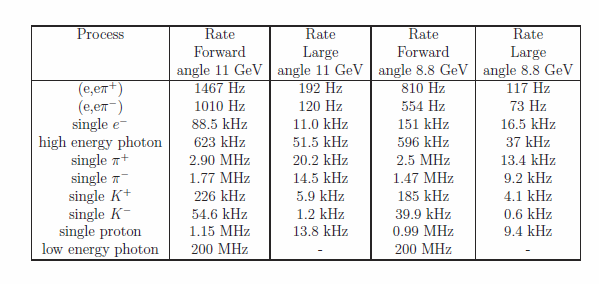 Process Rate Rate Rate Rate
Forward Large Forward Large
angle 11 GeV angle 11 GeV angle 8.8 GeV angle 8.8 GeV
(e,eπ⁺) 1467 Hz 192 Hz 810 Hz 117 Hz
(e,eπ⁻) 1010 Hz 120 Hz 554 Hz 73 Hz
single e⁻ 88.5 kHz 11.0 kHz 151 kHz 16.5 kHz
high energy photon 623 kHz 51.5 kHz 596 kHz 37 kHz
single π⁺ 2.90 MHz 20.2 kHz 2.5 MHz 13.4 kHz
single π⁻ 1.77 MHz 14.5 kHz 1.47 MHz 9.2 kHz
single K⁺ 226 kHz 5.9 kHz 185 kHz 4.1 kHz
single K⁻ 54.6 kHz 1.2 kHz 39.9 kHz 0.6 kHz
single proton 1.15 MHz 13.8 kHz 0.99 MHz 9.4 kHz
low energy photon 200 MHz - 200 MHz -